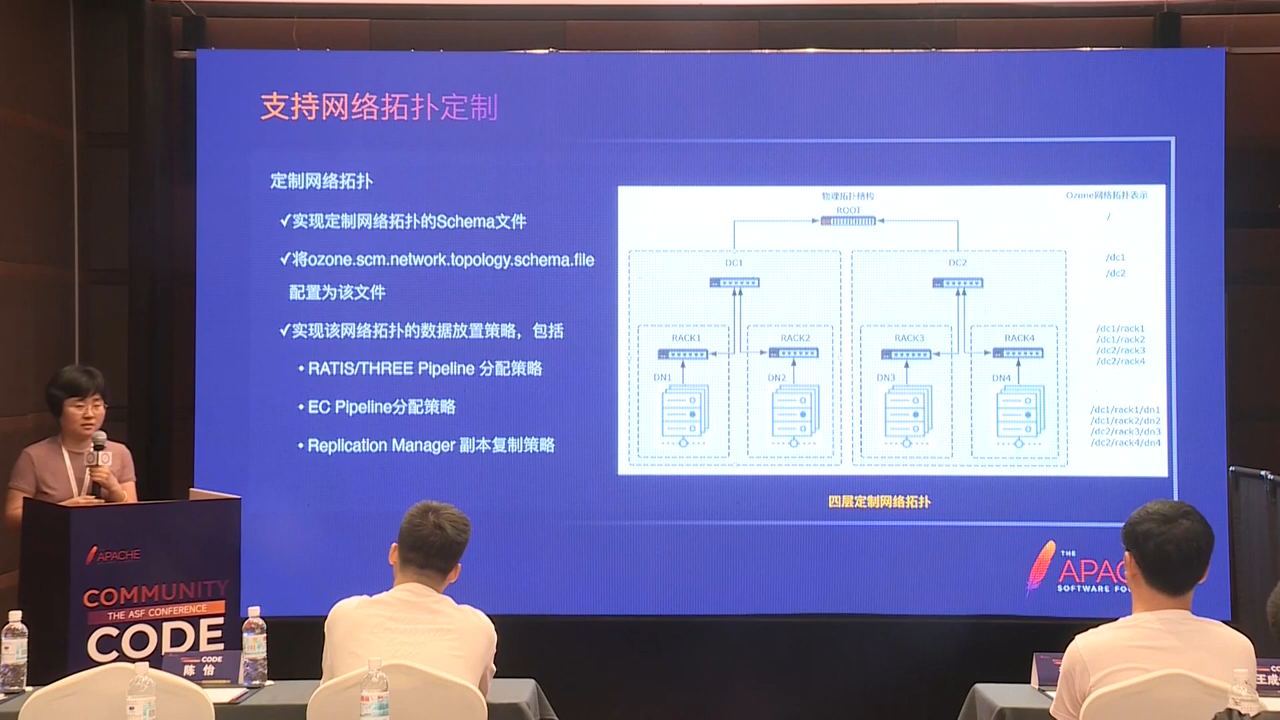 支持网络拓扑定制
定制网络拓扑
✓实现定制网络拓扑的Schema文件
✓将ozone.scm.network.topology.schema.file
配置为该文件
✓实现该网络拓扑的数据放置策略，包括
• RATIS/THREE Pipeline 分配策略
• EC Pipeline分配策略
• Replication Manager 副本复制策略
物理拓扑结构
Ozone网络拓扑表示
ROOT
/
DC1
DC2
/dc1
/dc2
RACK1
RACK2
RACK3
RACK4
/dc1/rack1
/dc1/rack2
/dc2/rack3
/dc2/rack4
DN1
DN2
DN3
DN4
/dc1/rack1/dn1
/dc1/rack2/dn2
/dc2/rack3/dn3
/dc2/rack4/dn4
四层定制网络拓扑
THE
APAC
SOFTWARE FO
APACHE
COMMUNITY
THE ASF CONFERENCE
CODE
CODE
陈 怡